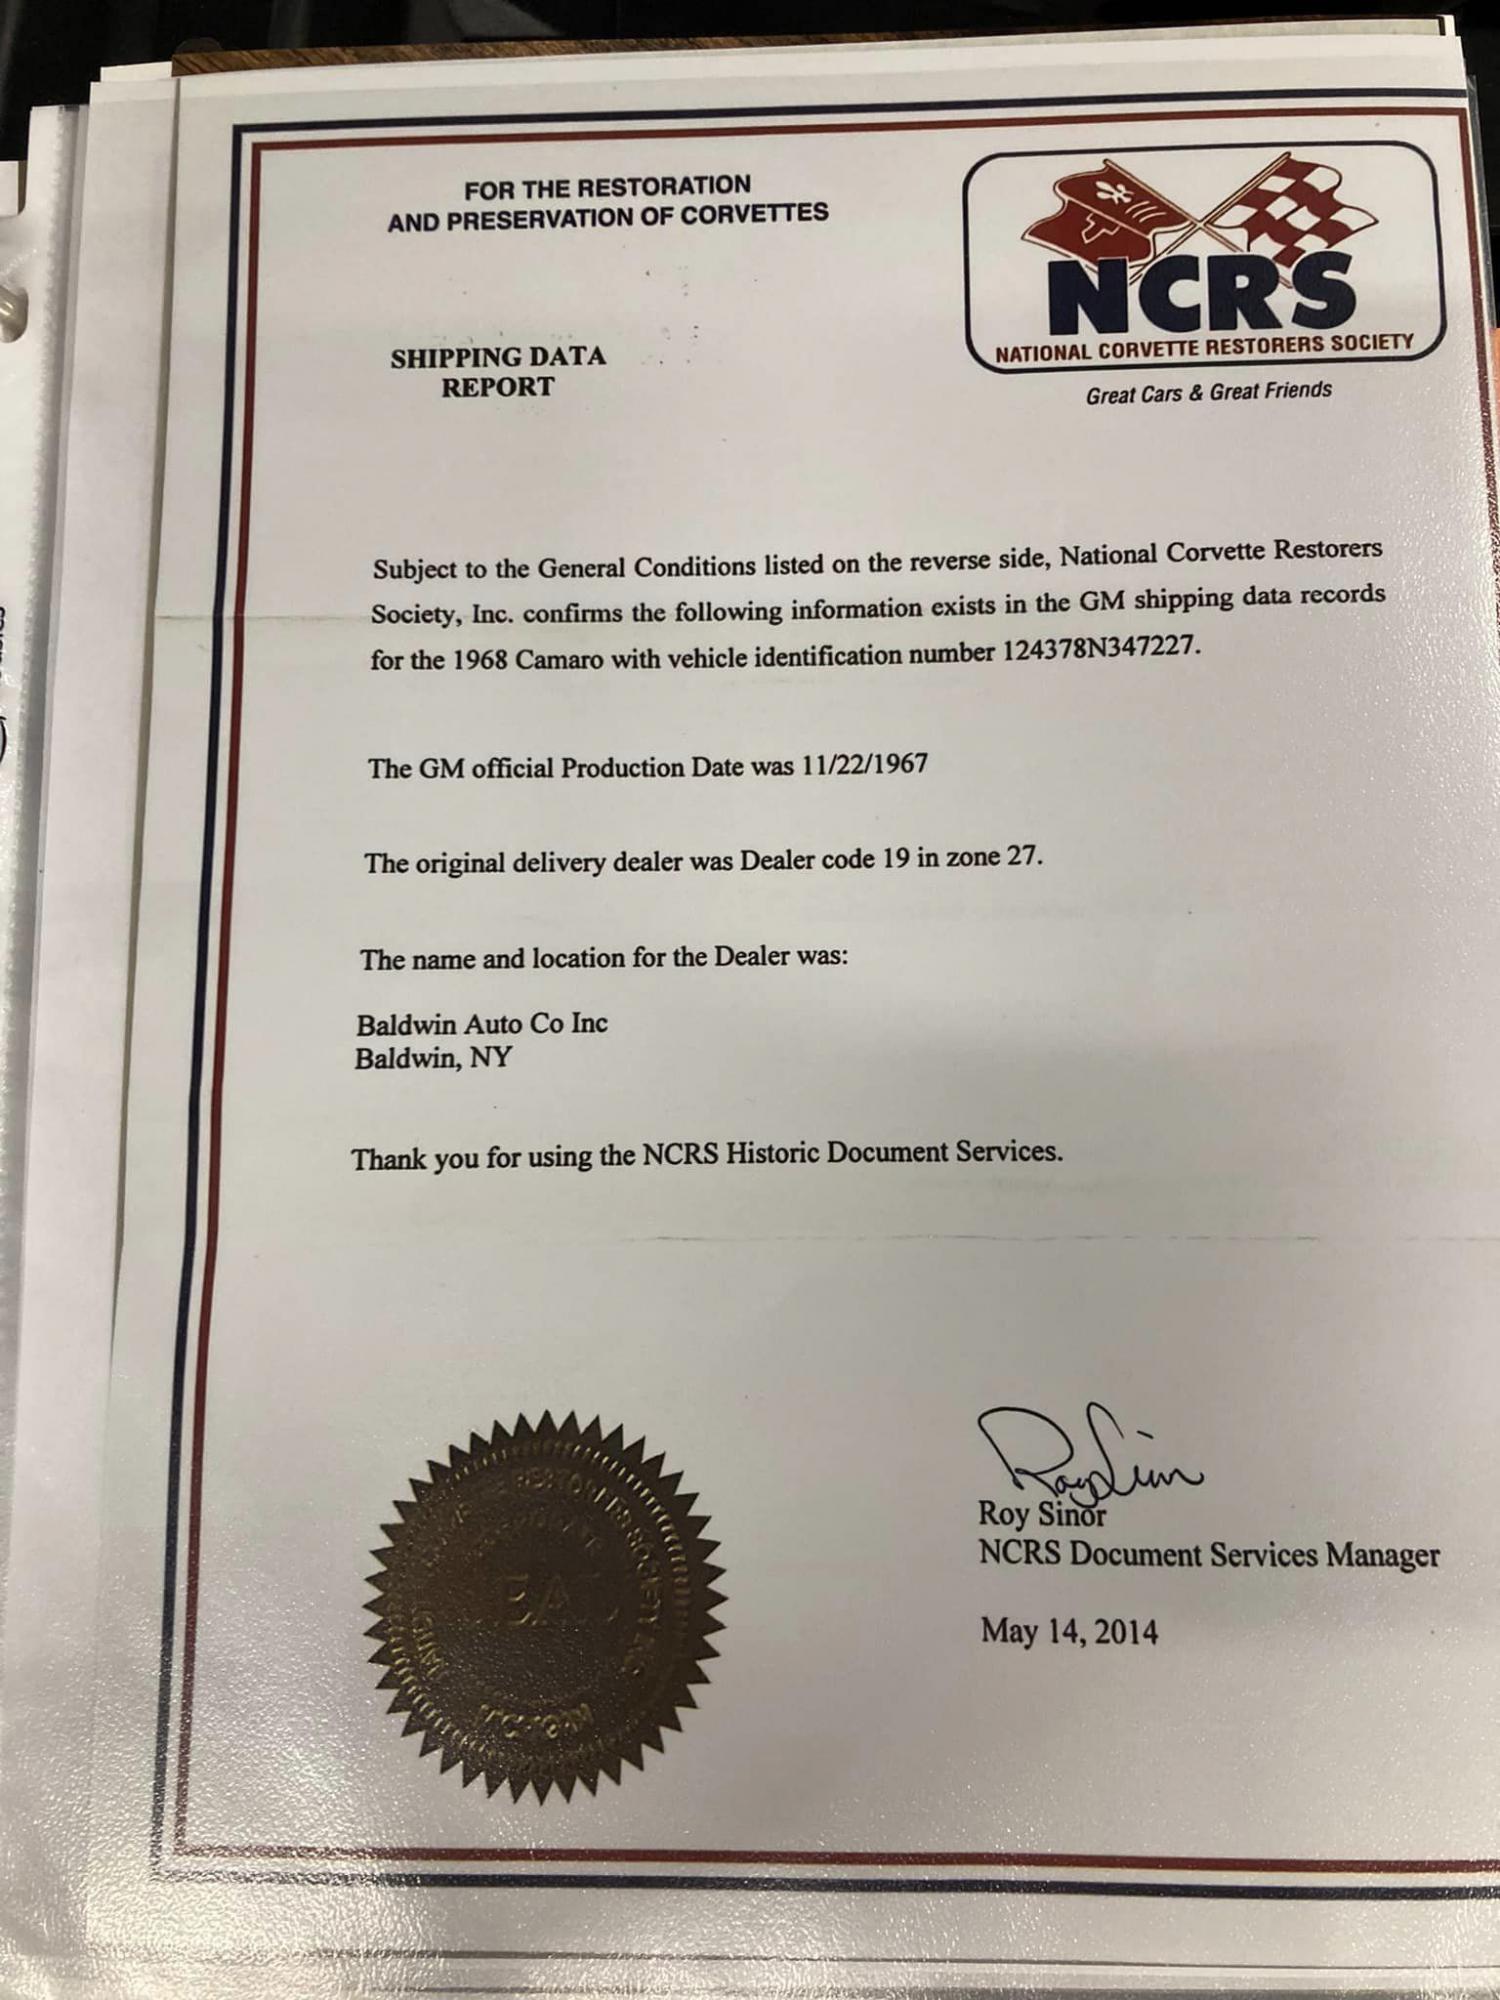 FOR THE RESTORATION
AND PRESERVATION OF CORVETTES
NCRS
NATIONAL CORVETTE RESTORERS SOCIETY
Great Cars & Great Friends
SHIPPING DATA
REPORT
Subject to the General Conditions listed on the reverse side, National Corvette Restorers
Society, Inc. confirms the following information exists in the GM shipping data records
for the 1968 Camaro with vehicle identification number 124378N347227.
The GM official Production Date was 11/22/1967
The original delivery dealer was Dealer code 19 in zone 27.
The name and location for the Dealer was:
Baldwin Auto Co Inc
Baldwin, NY
Thank you for using the NCRS Historic Document Services.
Roy Sinor
Roy Sinor
NCRS Document Services Manager
May 14, 2014
RESTORERS SOCIETY